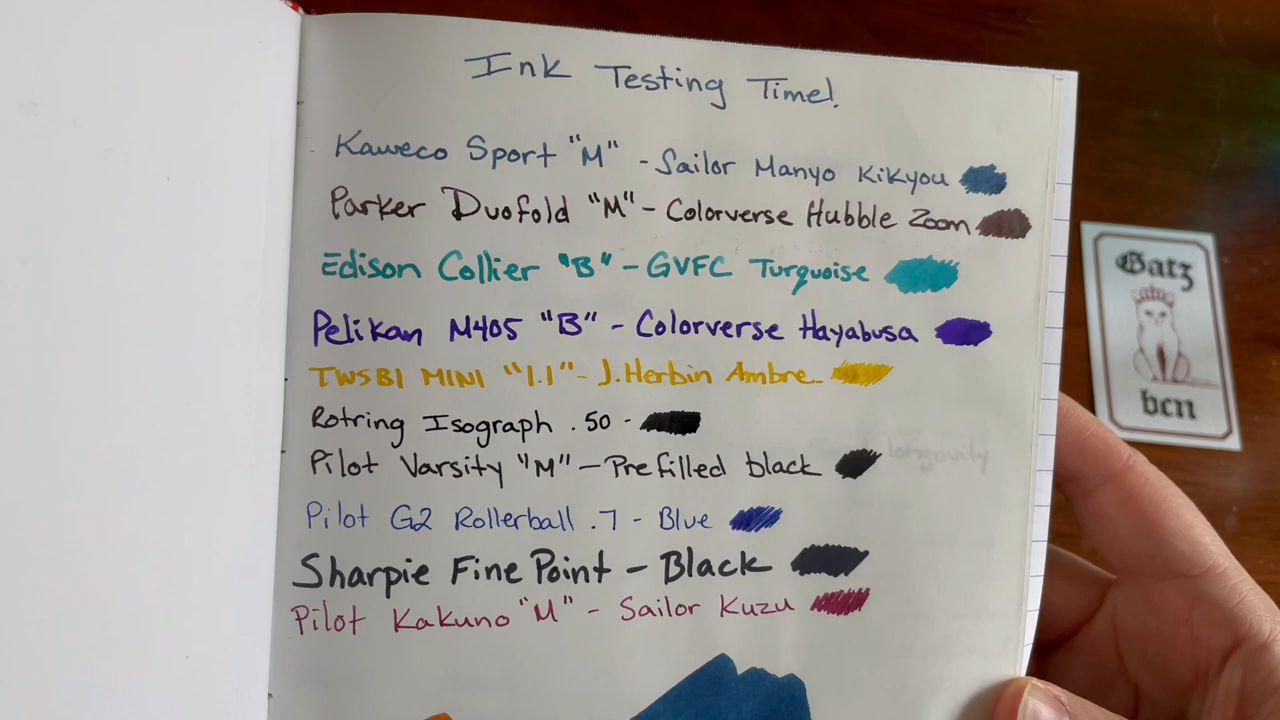 Ink Testing Time!
Kaweco Sport "M" - Sailor Manyo Kikyou
Parker Duofold "M" - Colorverse Hubble Zoom
Edison Collier "B" - GVFC Turquoise
Pelikan M405 "B" - Colorverse Hayabusa
TWSBI MINI "1.1" - J.Herbin Ambre
Rotring Isograph .50 -
Pilot Varsity "M" - Prefilled black
longevity
Pilot G2 Rollerball .7 - Blue
Sharpie Fine Point - Black
Pilot Kakuno "M" - Sailor Kuzu
Gatz
bcn